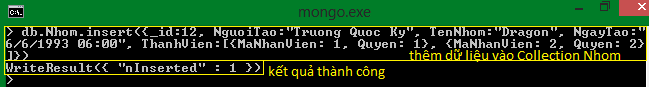 mongo.exe
> db.Nhom.insert({_id:12, NguoiTao:"Truong Quoc Ky", TenNhom:"Dragon", NgayTao:"
6/6/1993 06:00", ThanhVien:[{MaNhanVien: 1, Quyen: 1}, {MaNhanVien: 2, Quyen: 2}
]})
thêm dữ liệu vào Collection Nhom
WriteResult({ "nInserted" : 1 })
kết quả thành công
>